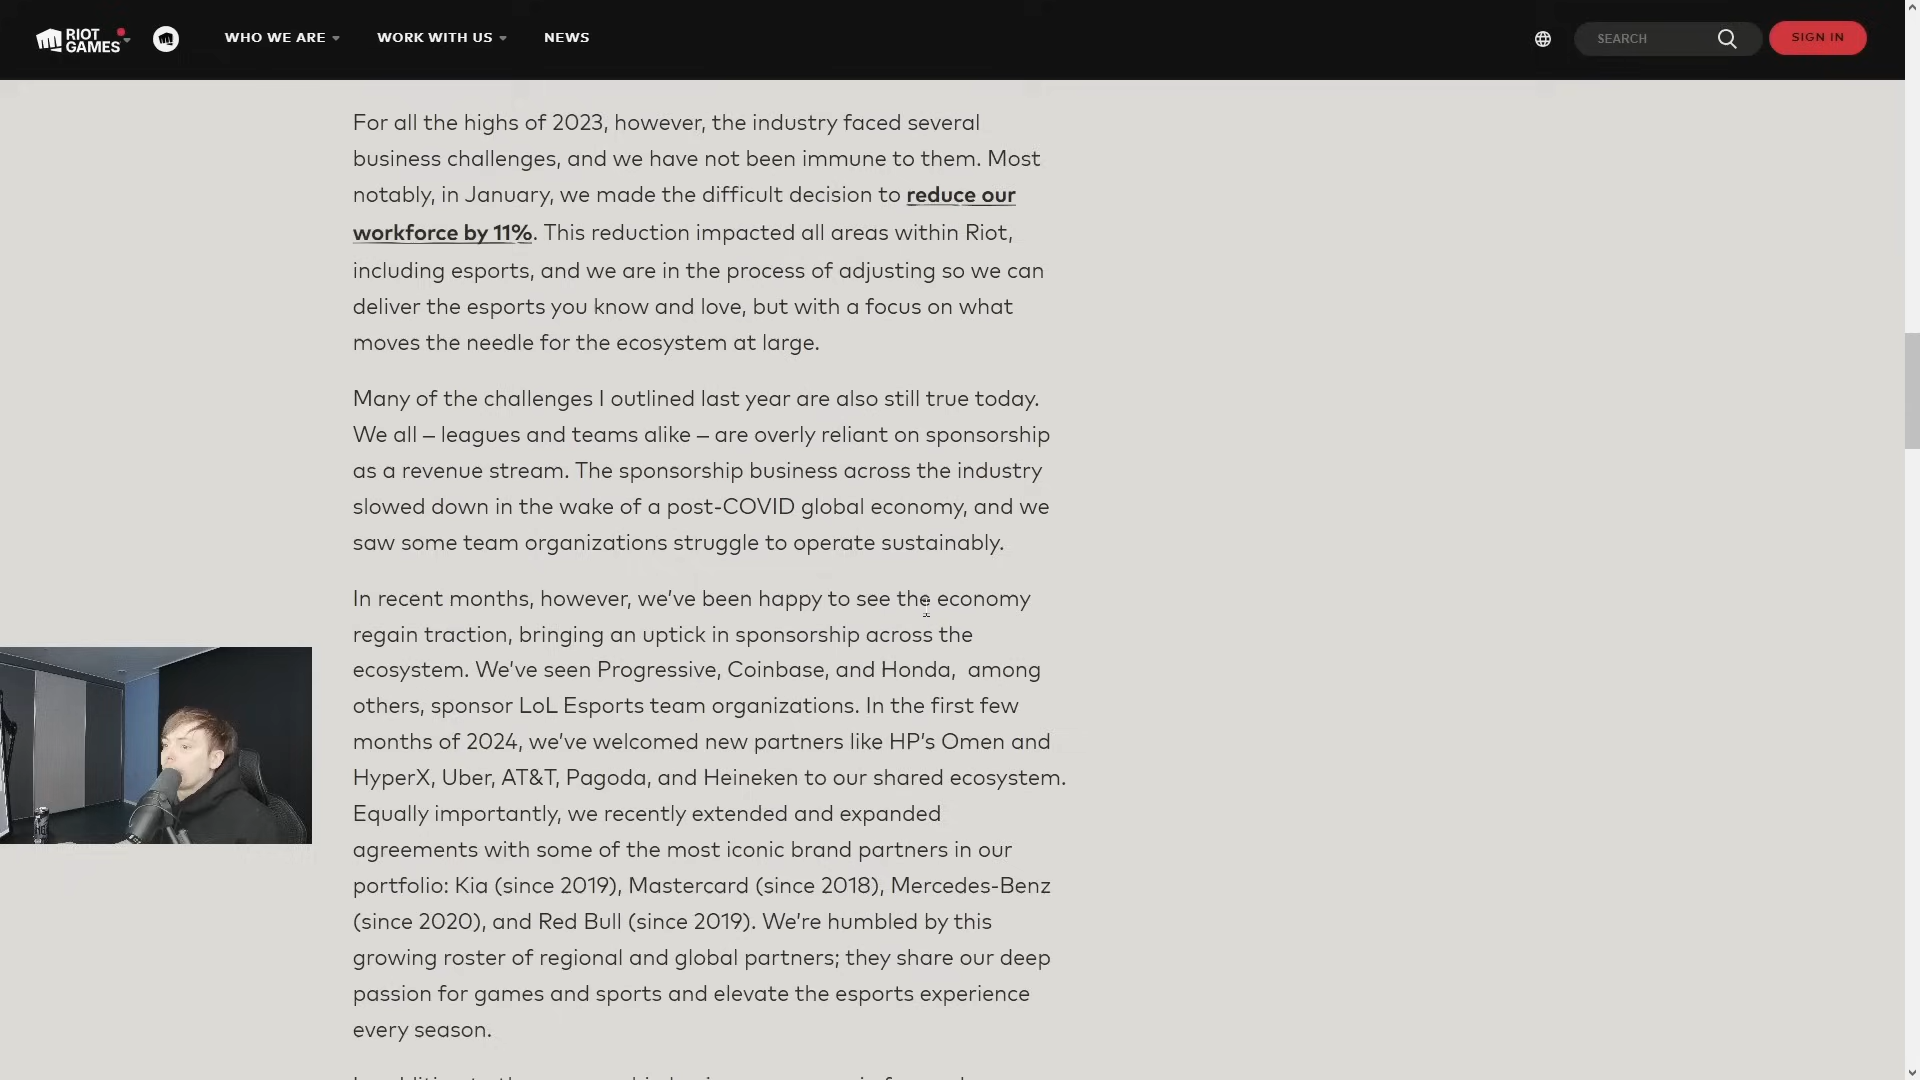 RIOT GAMES
WHO WE ARE
WORK WITH US
NEWS
SEARCH
SIGN IN
For all the highs of 2023, however, the industry faced several
business challenges, and we have not been immune to them. Most
notably, in January, we made the difficult decision to reduce our
workforce by 11%. This reduction impacted all areas within Riot,
including esports, and we are in the process of adjusting so we can
deliver the esports you know and love, but with a focus on what
moves the needle for the ecosystem at large.
Many of the challenges I outlined last year are also still true today.
We all – leagues and teams alike – are overly reliant on sponsorship
as a revenue stream. The sponsorship business across the industry
slowed down in the wake of a post-COVID global economy, and we
saw some team organizations struggle to operate sustainably.
In recent months, however, we’ve been happy to see the economy
regain traction, bringing an uptick in sponsorship across the
ecosystem. We’ve seen Progressive, Coinbase, and Honda,  among
others, sponsor LoL Esports team organizations. In the first few
months of 2024, we’ve welcomed new partners like HP’s Omen and
HyperX, Uber, AT&T, Pagoda, and Heineken to our shared ecosystem.
Equally importantly, we recently extended and expanded
agreements with some of the most iconic brand partners in our
portfolio: Kia (since 2019), Mastercard (since 2018), Mercedes-Benz
(since 2020), and Red Bull (since 2019). We’re humbled by this
growing roster of regional and global partners; they share our deep
passion for games and sports and elevate the esports experience
every season.